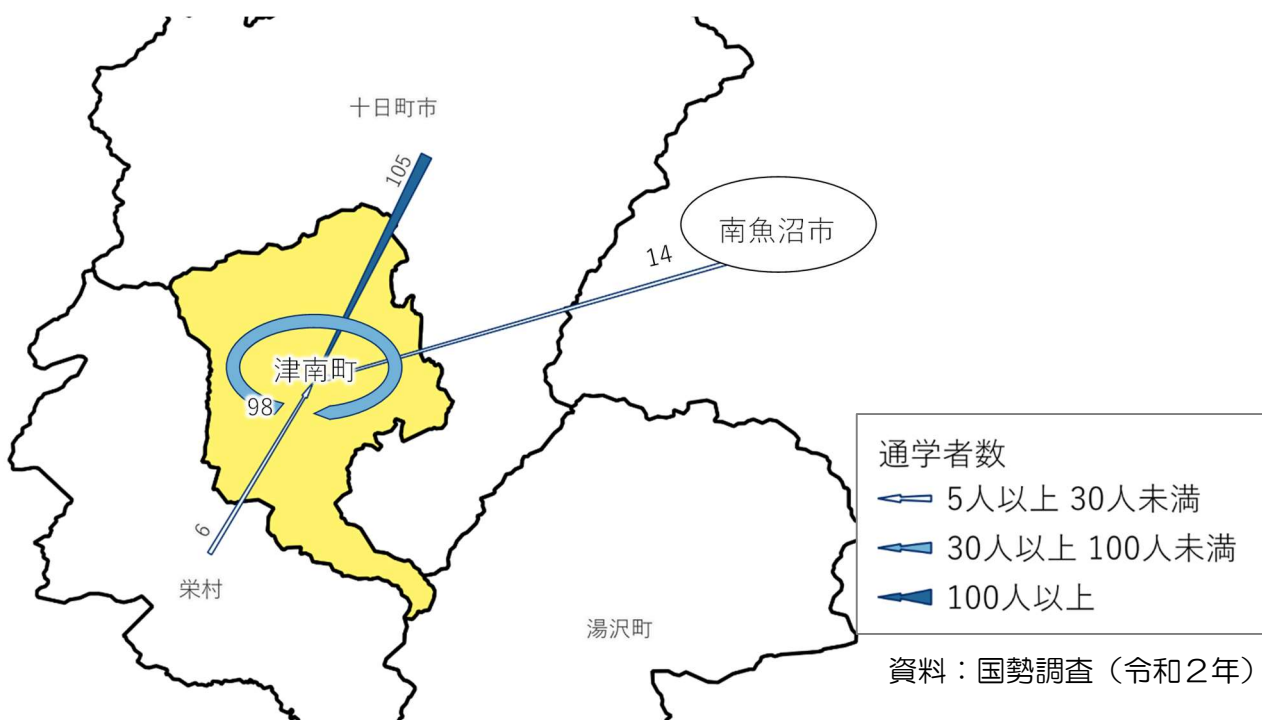 十日町市
105
南魚沼市
14
津南町
98
6
栄村
湯沢町
通学者数
5人以上 30人未満
30人以上 100人未満
100人以上
資料：国勢調査（令和２年）